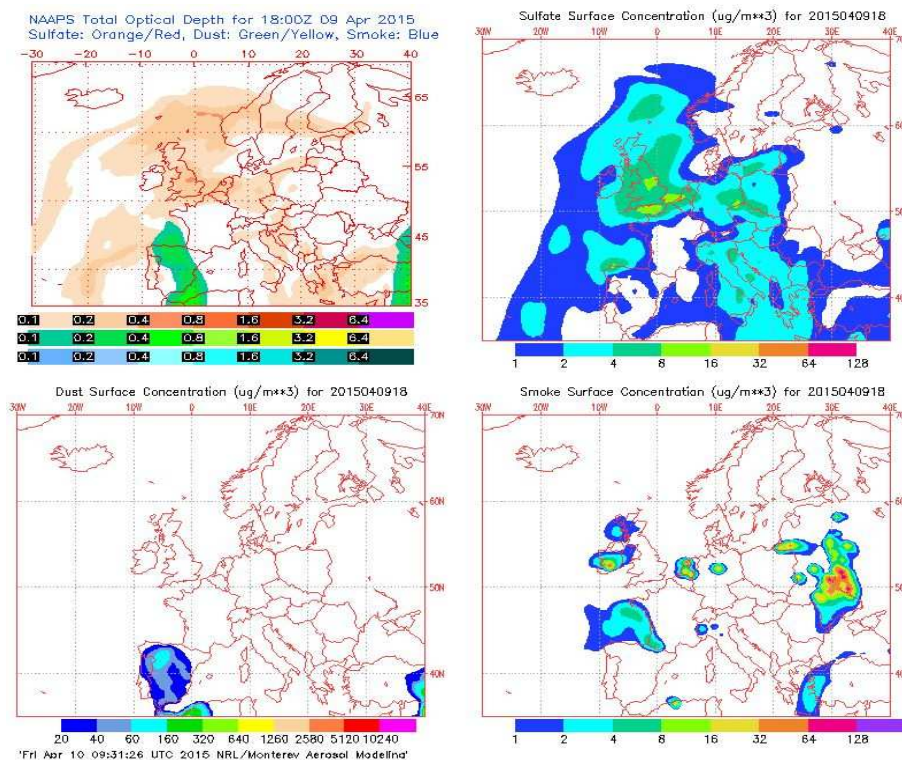 NAAPS Total Optical Depth for 18:00Z 09 Apr 2015
Sulfate: Orange/Red, Dust: Green/Yellow, Smoke: Blue
-30 -20 -10 0 10 20 30 40
65
55
45
35
0.1 0.2 0.4 0.8 1.6 3.2 6.4
0.1 0.2 0.4 0.8 1.6 3.2 6.4
0.1 0.2 0.4 0.8 1.6 3.2 6.4
Sulfate Surface Concentration (ug/m**3) for 2015040918
30W 20W 10W 0 10E 20E 30E 40E
70N
60N
50N
40N
1 2 4 8 16 32 64 128
Dust Surface Concentration (ug/m**3) for 2015040918
30W 20W 10W 0 10E 20E 30E 40E
70N
60N
50N
40N
20 40 60 160 320 640 1260 2580 5120 10240
'Fri Apr 10 09:31:26 UTC 2015 NRL/Monterey Aerosol Modeling'
Smoke Surface Concentration (ug/m**3) for 2015040918
30W 20W 10W 0 10E 20E 30E 40E
70N
60N
50N
40N
1 2 4 8 16 32 64 128